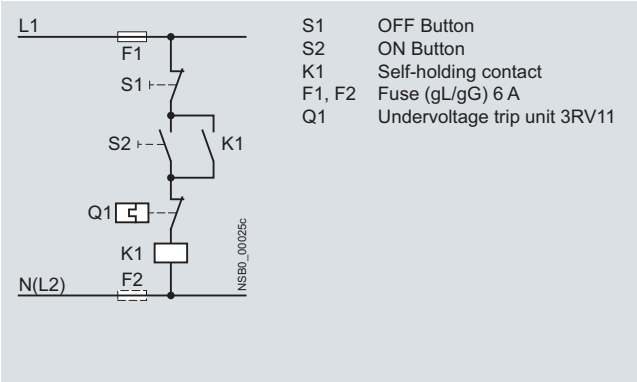 L1
F1
S1
S2
K1
Q1
K1
N(L2)
F2
NSB0_00025c
S1 OFF Button
S2 ON Button
K1 Self-holding contact
F1, F2 Fuse (gL/gG) 6 A
Q1 Undervoltage trip unit 3RV11